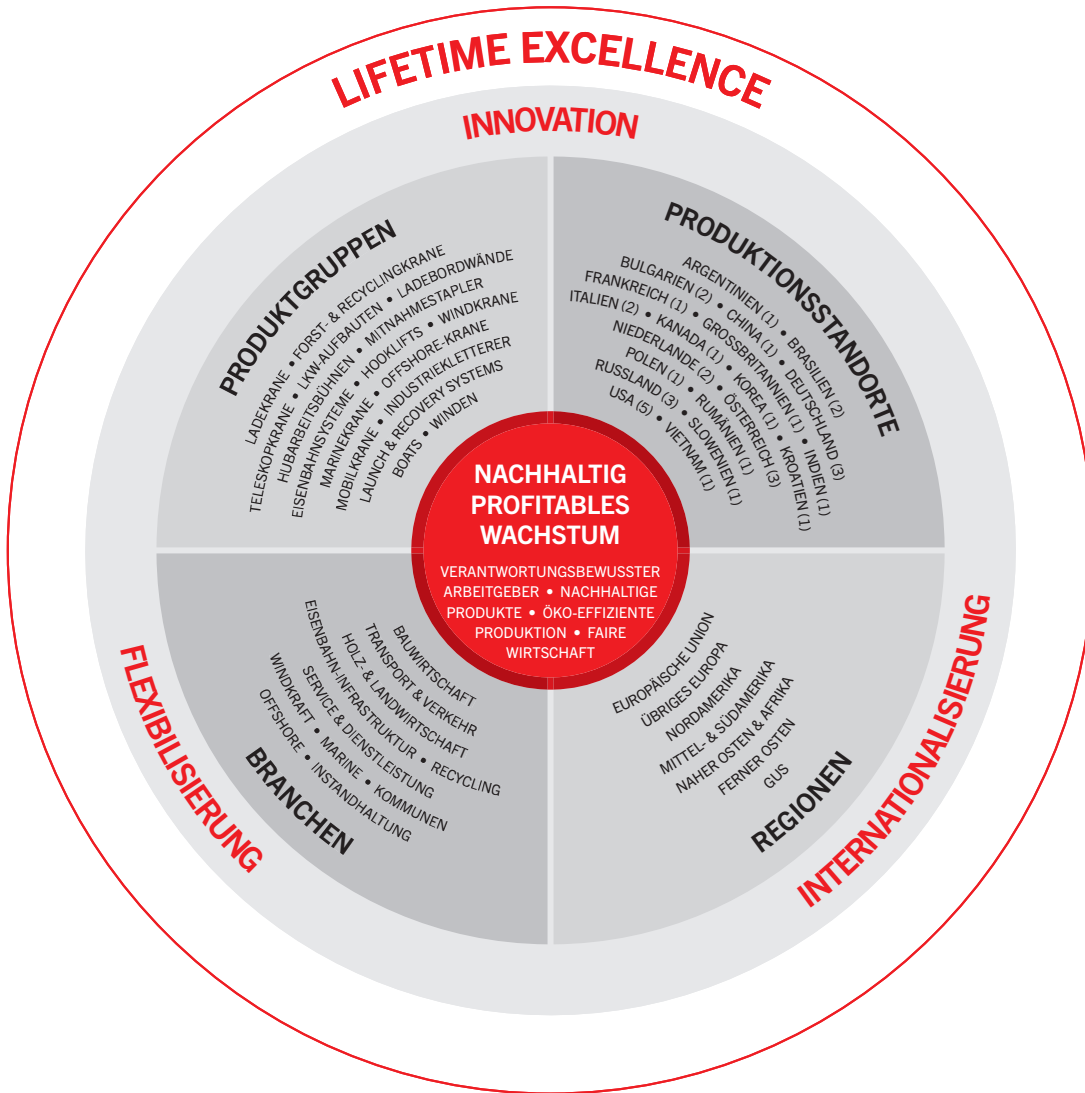 LIFETIME EXCELLENCE
INNOVATION
PRODUKTGRUPPEN
LADEKRANE • FORST- & RECYCLINGKRANE
TELESKOPKRANE • LKW-AUFBAUTEN • LADEBORDWÄNDE
HUBARBEITSBÜHNEN • MITNAHMESTAPLER
EISENBAHNSYSTEME • HOOKLIFTS • WINDKRANE
MARINEKRANE • OFFSHORE-KRANE
MOBILKRANE • INDUSTRIEKLETTERER
LAUNCH & RECOVERY SYSTEMS
BOATS • WINDEN
PRODUKTIONSSTANDORTE
ARGENTINIEN (1) • BRASILIEN (2)
BULGARIEN (2) • CHINA (1) • DEUTSCHLAND (3)
FRANKREICH (1) • GROSSBRITANNIEN (1) • INDIEN (1)
ITALIEN (2) • KANADA (1) • KOREA (1) • KROATIEN (1)
NIEDERLANDE (2) • ÖSTERREICH (3)
POLEN (1) • RUMÄNIEN (1)
RUSSLAND (3) • SLOWENIEN (1)
USA (5) • VIETNAM (1)
NACHHALTIG
PROFITABLES
WACHSTUM
VERANTWORTUNGSBEWUSSTER
ARBEITGEBER • NACHHALTIGE
PRODUKTE • ÖKO-EFFIZIENTE
PRODUKTION • FAIRE
WIRTSCHAFT
FLEXIBILISIERUNG
BAUWIRTSCHAFT
TRANSPORT & VERKEHR
HOLZ- & LANDWIRTSCHAFT
EISENBAHN-INFRASTRUKTUR • RECYCLING
SERVICE & DIENSTLEISTUNG
WINDKRAFT • MARINE • KOMMUNEN
OFFSHORE • INSTANDHALTUNG
BRANCHEN
EUROPÄISCHE UNION
ÜBRIGES EUROPA
NORDAMERIKA
MITTEL- & SÜDAMERIKA
NAHER OSTEN & AFRIKA
FERNER OSTEN
GUS
REGIONEN
INTERNATIONALISIERUNG